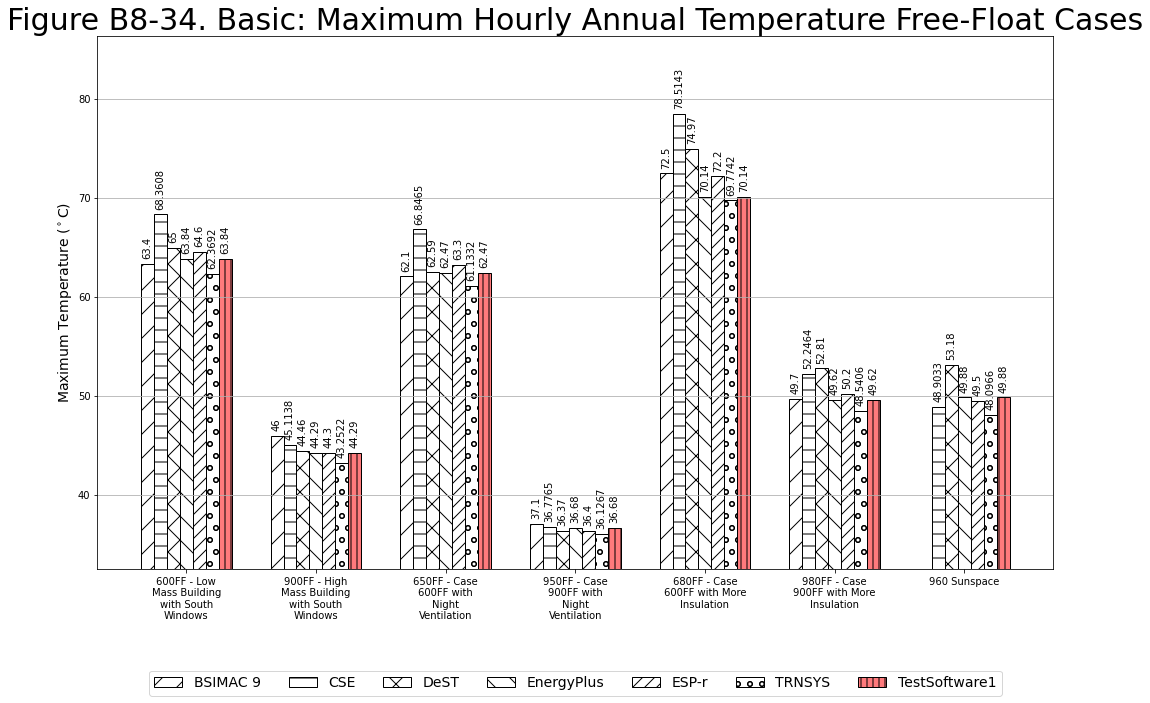 Figure B8-34. Basic: Maximum Hourly Annual Temperature Free-Float Cases
Maximum Temperature (°C)
80
70
60
50
40
63.4
68.3608
65
63.84
64.6
62.3692
63.84
46
45.1138
44.46
44.29
44.3
43.2522
44.29
62.1
66.8465
62.59
62.47
63.3
61.1332
62.47
37.1
36.7765
36.37
36.68
36.4
36.1267
36.68
72.5
78.5143
74.97
70.14
72.2
69.7742
70.14
49.7
52.2464
52.81
49.62
50.2
48.5406
49.62
48.9033
53.18
49.88
49.5
48.0966
49.88
600FF - Low
Mass Building
with South
Windows
900FF - High
Mass Building
with South
Windows
650FF - Case
600FF with
Night
Ventilation
950FF - Case
900FF with
Night
Ventilation
680FF - Case
600FF with More
Insulation
980FF - Case
900FF with More
Insulation
960 Sunspace
BSIMAC 9
CSE
DeST
EnergyPlus
ESP-r
TRNSYS
TestSoftware1